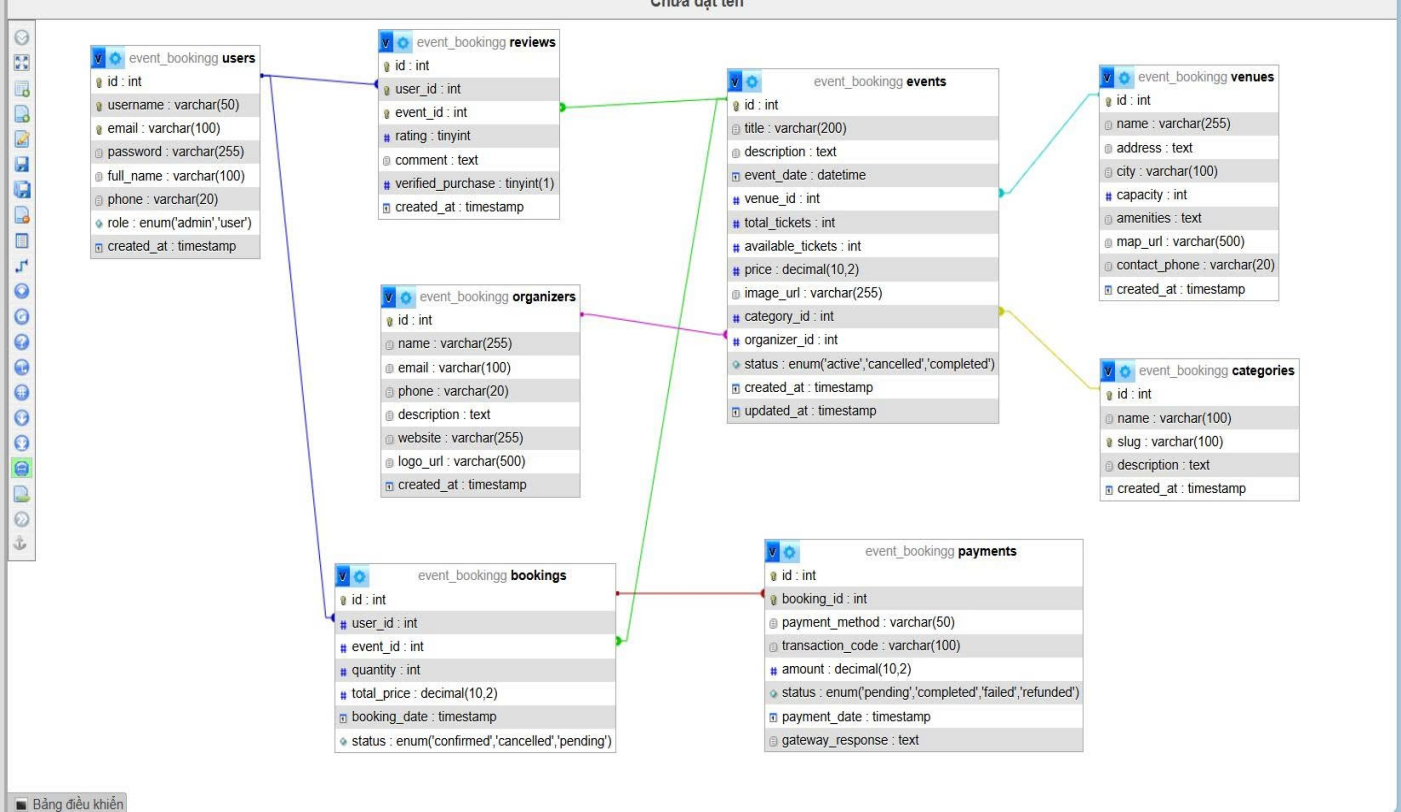 Chưa đặt tên
event_bookingg users
id : int
username : varchar(50)
email : varchar(100)
password : varchar(255)
full_name : varchar(100)
phone : varchar(20)
role : enum('admin','user')
created_at : timestamp
event_bookingg reviews
id : int
user_id : int
event_id : int
rating : tinyint
comment : text
verified_purchase : tinyint(1)
created_at : timestamp
event_bookingg organizers
id : int
name : varchar(255)
email : varchar(100)
phone : varchar(20)
description : text
website : varchar(255)
logo_url : varchar(500)
created_at : timestamp
event_bookingg events
id : int
title : varchar(200)
description : text
event_date : datetime
venue_id : int
total_tickets : int
available_tickets : int
price : decimal(10,2)
image_url : varchar(255)
category_id : int
organizer_id : int
status : enum('active','cancelled','completed')
created_at : timestamp
updated_at : timestamp
event_bookingg venues
id : int
name : varchar(255)
address : text
city : varchar(100)
capacity : int
amenities : text
map_url : varchar(500)
contact_phone : varchar(20)
created_at : timestamp
event_bookingg categories
id : int
name : varchar(100)
slug : varchar(100)
description : text
created_at : timestamp
event_bookingg bookings
id : int
user_id : int
event_id : int
quantity : int
total_price : decimal(10,2)
booking_date : timestamp
status : enum('confirmed','cancelled','pending')
event_bookingg payments
id : int
booking_id : int
payment_method : varchar(50)
transaction_code : varchar(100)
amount : decimal(10,2)
status : enum('pending','completed','failed','refunded')
payment_date : timestamp
gateway_response : text
Bảng điều khiển